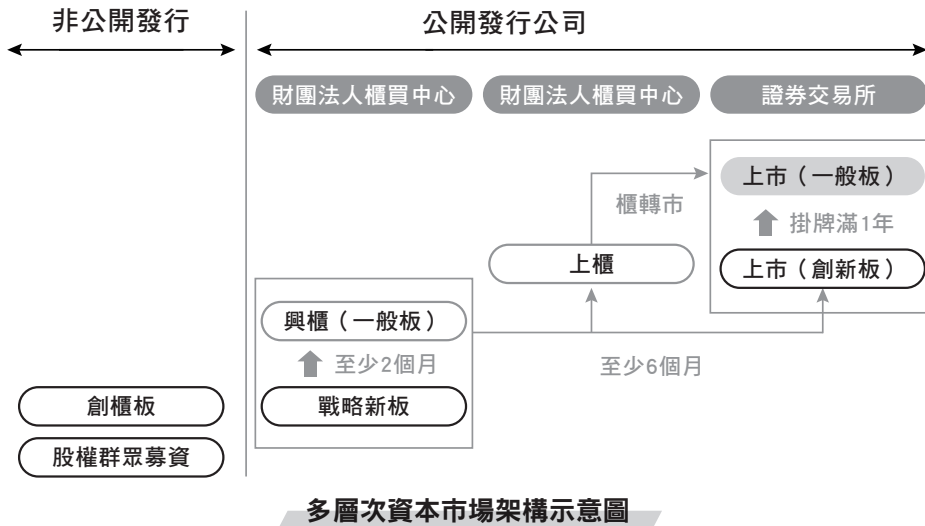 非公開發行
公開發行公司
財團法人櫃買中心
財團法人櫃買中心
證券交易所
上市（一般板）
櫃轉市
掛牌滿1年
上櫃
上市（創新板）
興櫃（一般板）
至少2個月
至少6個月
創櫃板
戰略新板
股權群眾募資
多層次資本市場架構示意圖